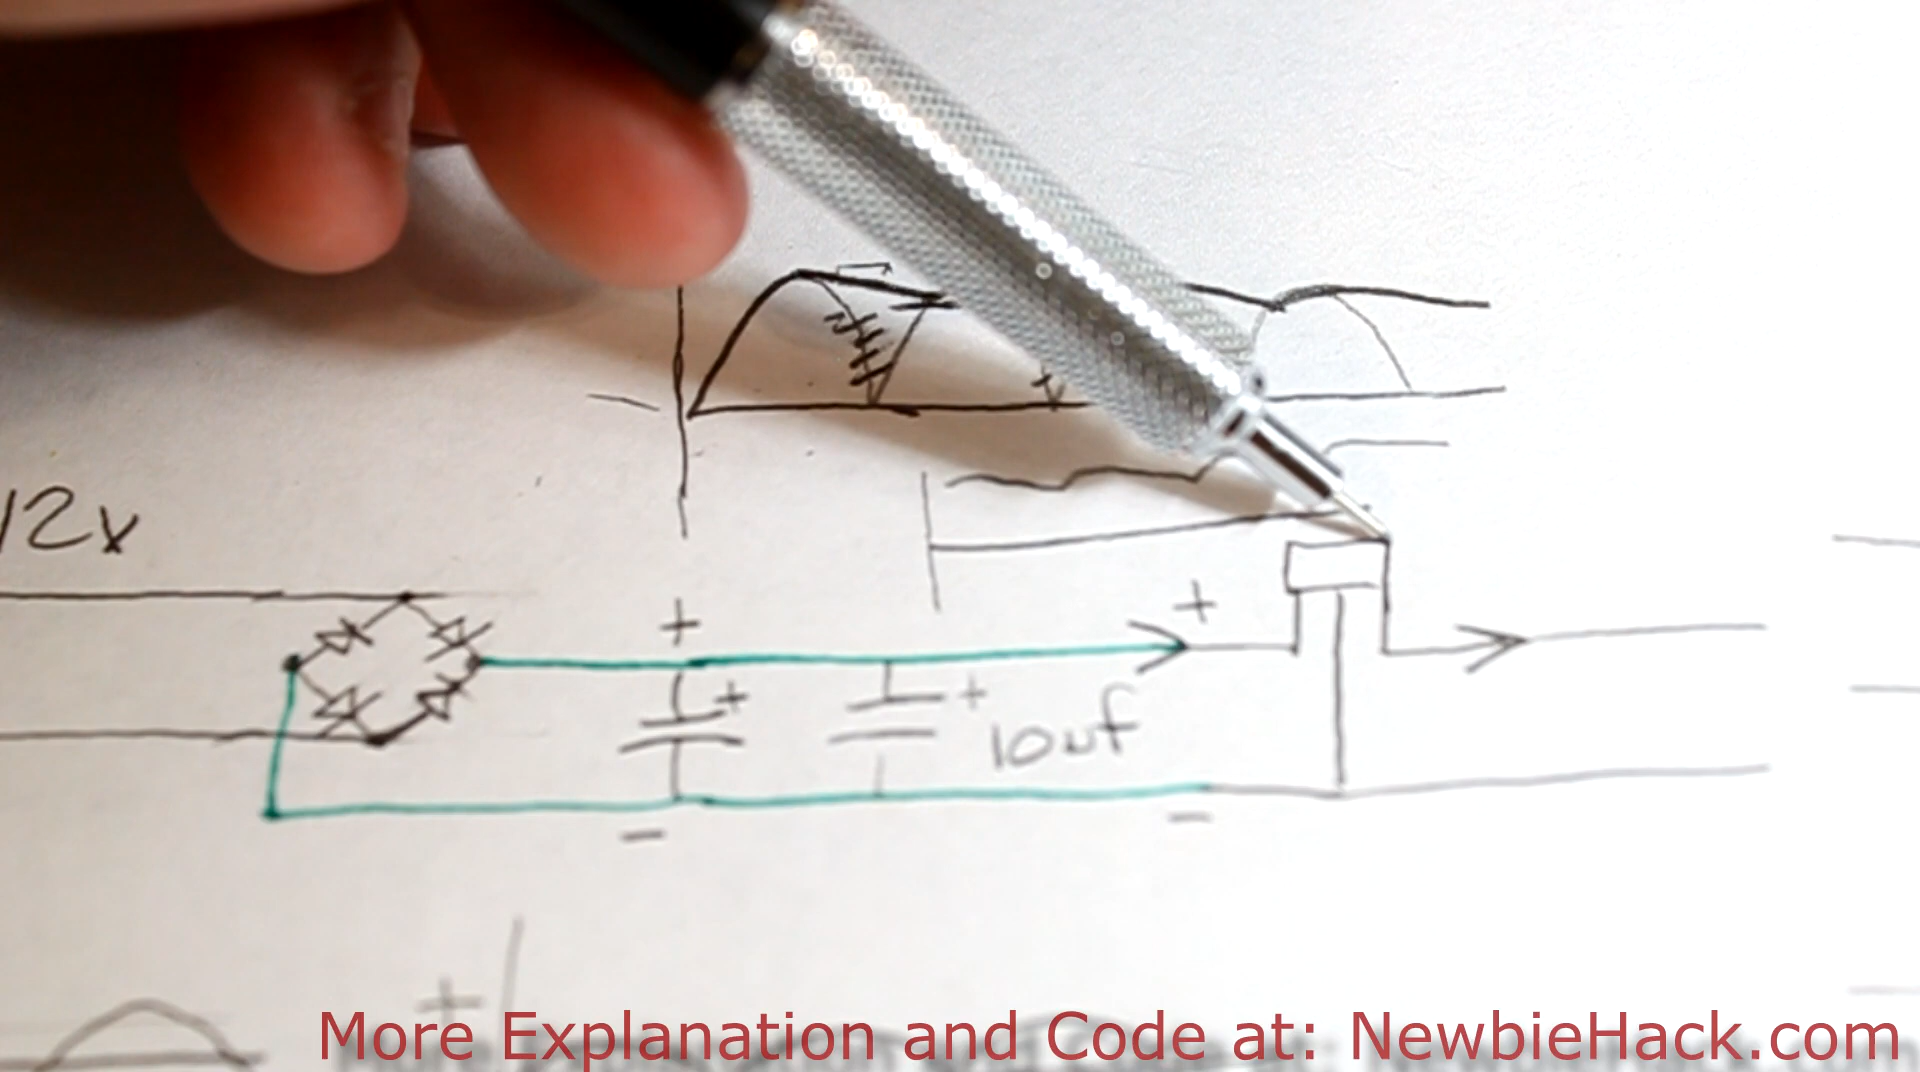 12v
+
+
+
+
10uf
-
-
+
More Explanation and Code at: NewbieHack.com